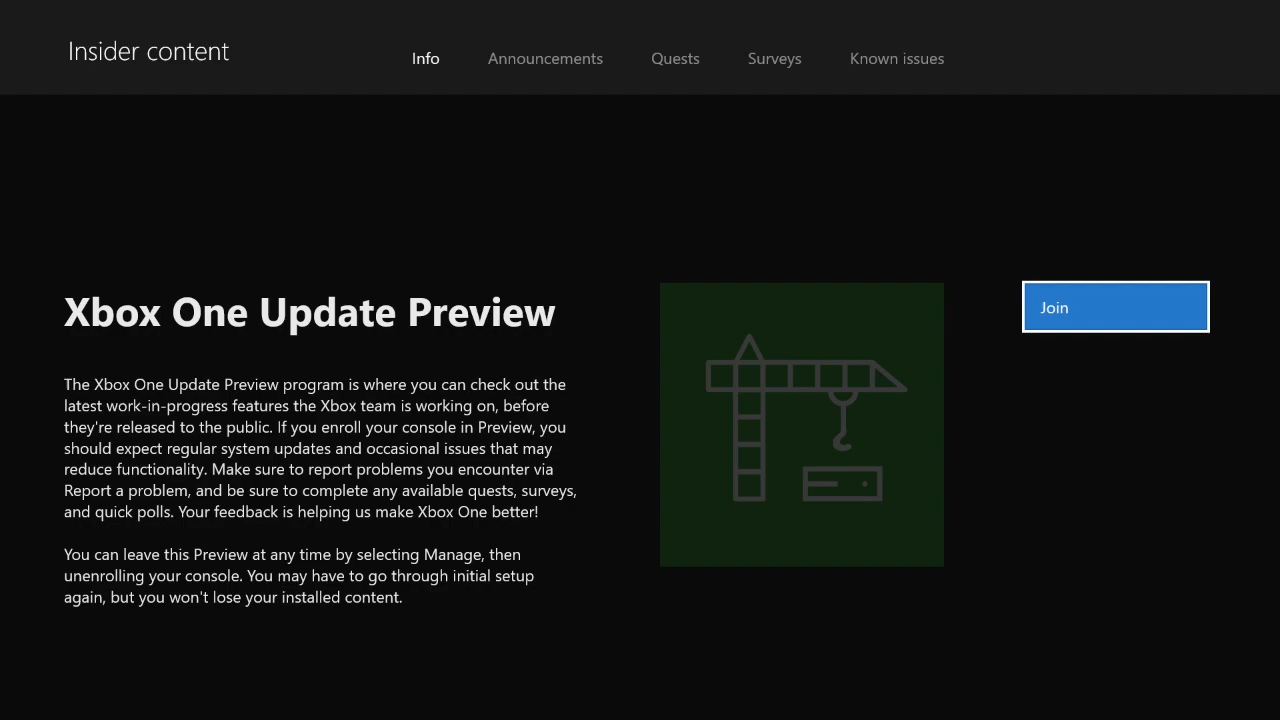 Insider content
Info
Announcements
Quests
Surveys
Known issues
Xbox One Update Preview
Join
The Xbox One Update Preview program is where you can check out the
latest work-in-progress features the Xbox team is working on, before
they're released to the public. If you enroll your console in Preview, you
should expect regular system updates and occasional issues that may
reduce functionality. Make sure to report problems you encounter via
Report a problem, and be sure to complete any available quests, surveys,
and quick polls. Your feedback is helping us make Xbox One better!
You can leave this Preview at any time by selecting Manage, then
unenrolling your console. You may have to go through initial setup
again, but you won't lose your installed content.